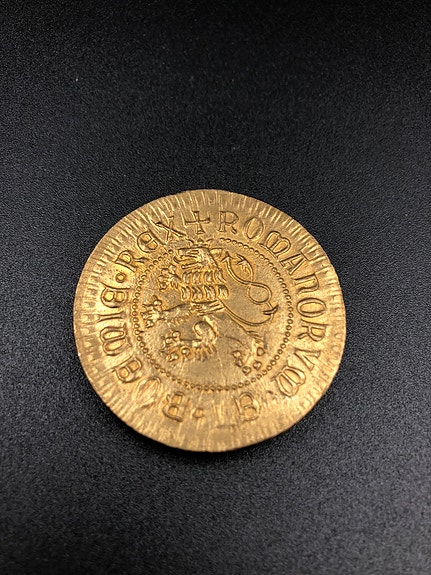 ✠ ROMANORVM · ET · BOEMIE · REX